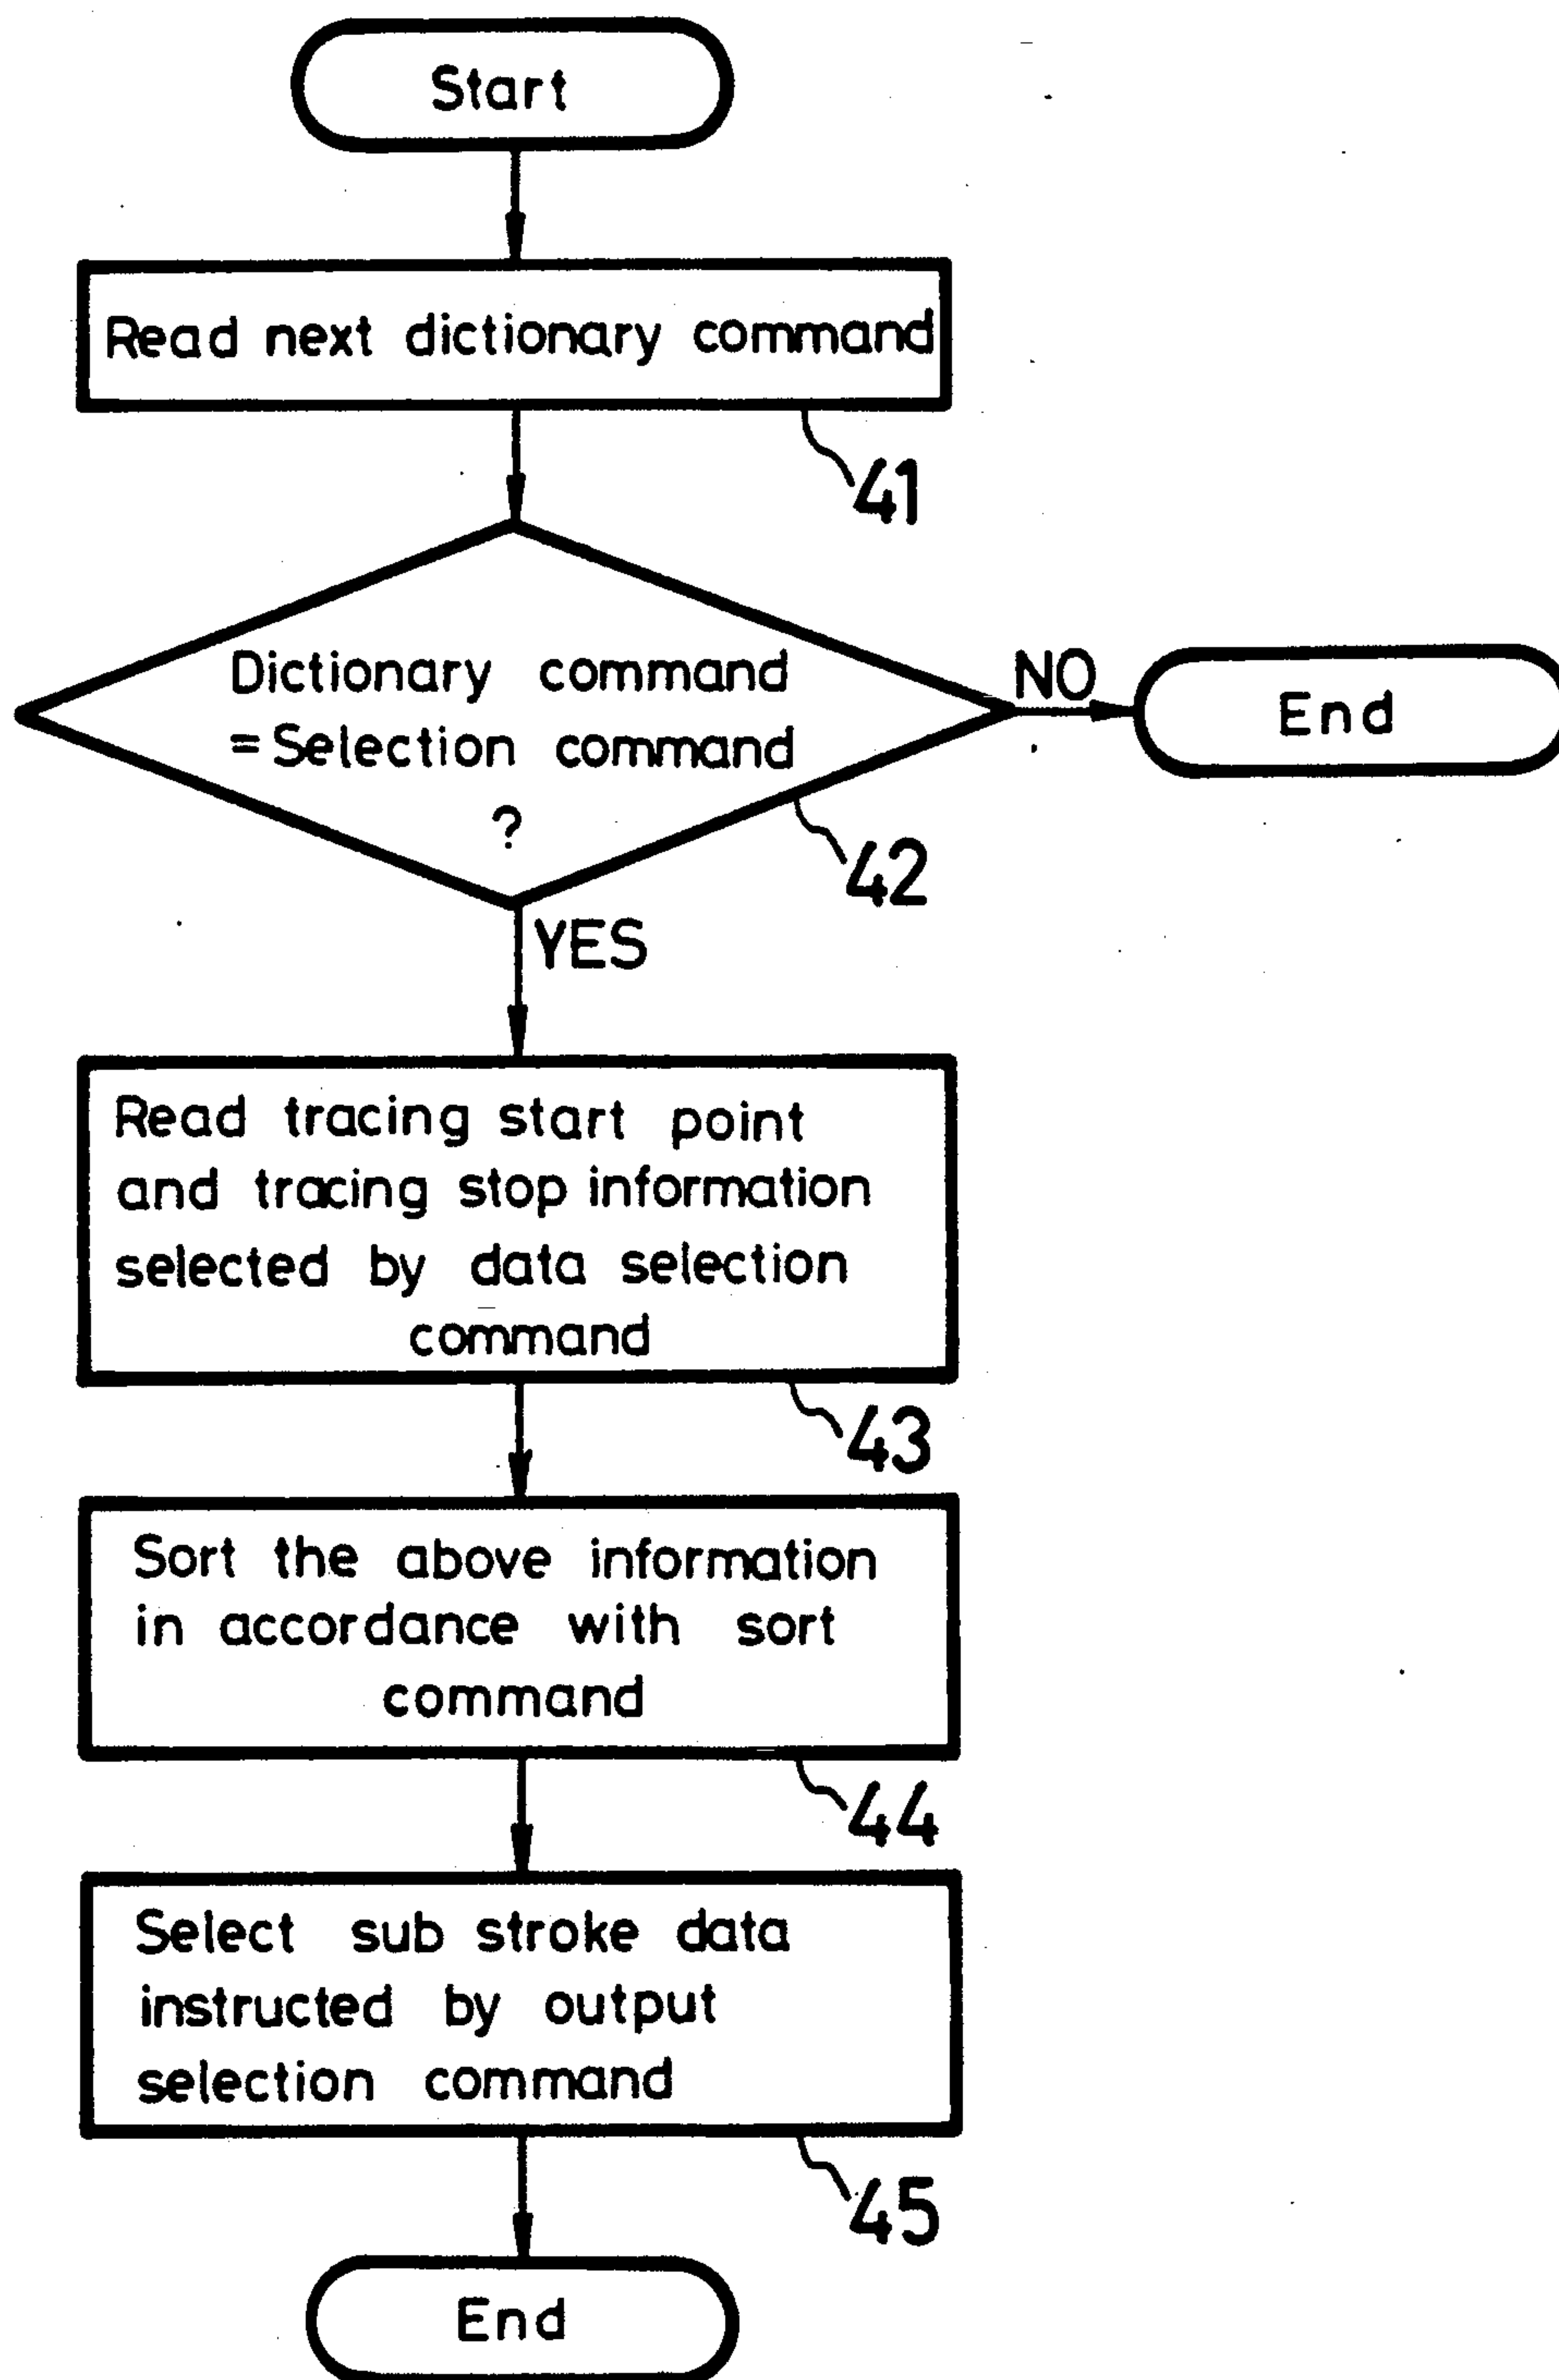 Start
Read next dictionary command
41
Dictionary command
=Selection command
?
42
NO
End
YES
Read tracing start point
and tracing stop information
selected by data selection
command
43
Sort the above information
in accordance with sort
command
44
Select sub stroke data
instructed by output
selection command
45
End